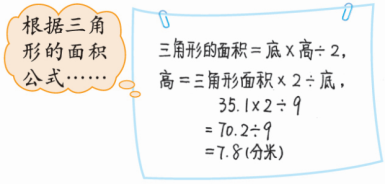 根据三角
形的面积
公式……
三角形的面积=底×高÷2，
高=三角形面积×2÷底，
35.1×2÷9
=70.2÷9
=7.8(分米)